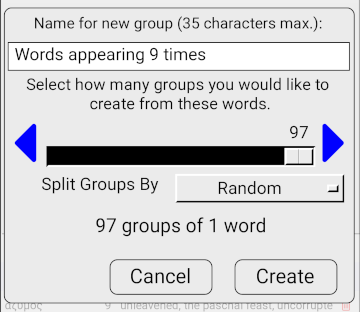 Name for new group (35 characters max.):
Words appearing 9 times
Select how many groups you would like to
create from these words.
97
Split Groups By Random
97 groups of 1 word
Cancel Create
ἄζυμος 9 unleavened, the paschal feast, uncorrupte